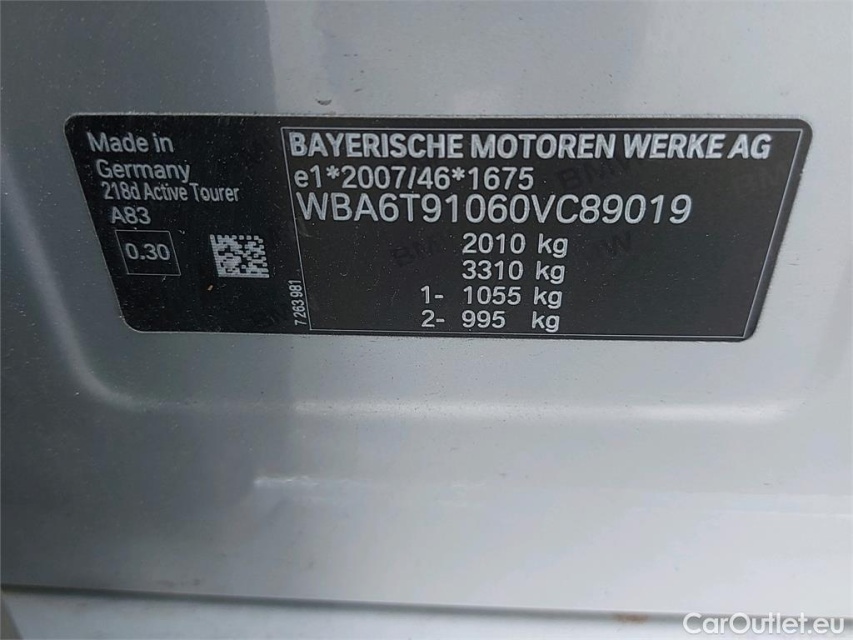 Made in
Germany
218d Active Tourer
A83
0.30
7 263 981
BAYERISCHE MOTOREN WERKE AG
e1*2007/46*1675
WBA6T91060VC89019
2010 kg
3310 kg
1- 1055 kg
2- 995 kg
CarOutlet.eu